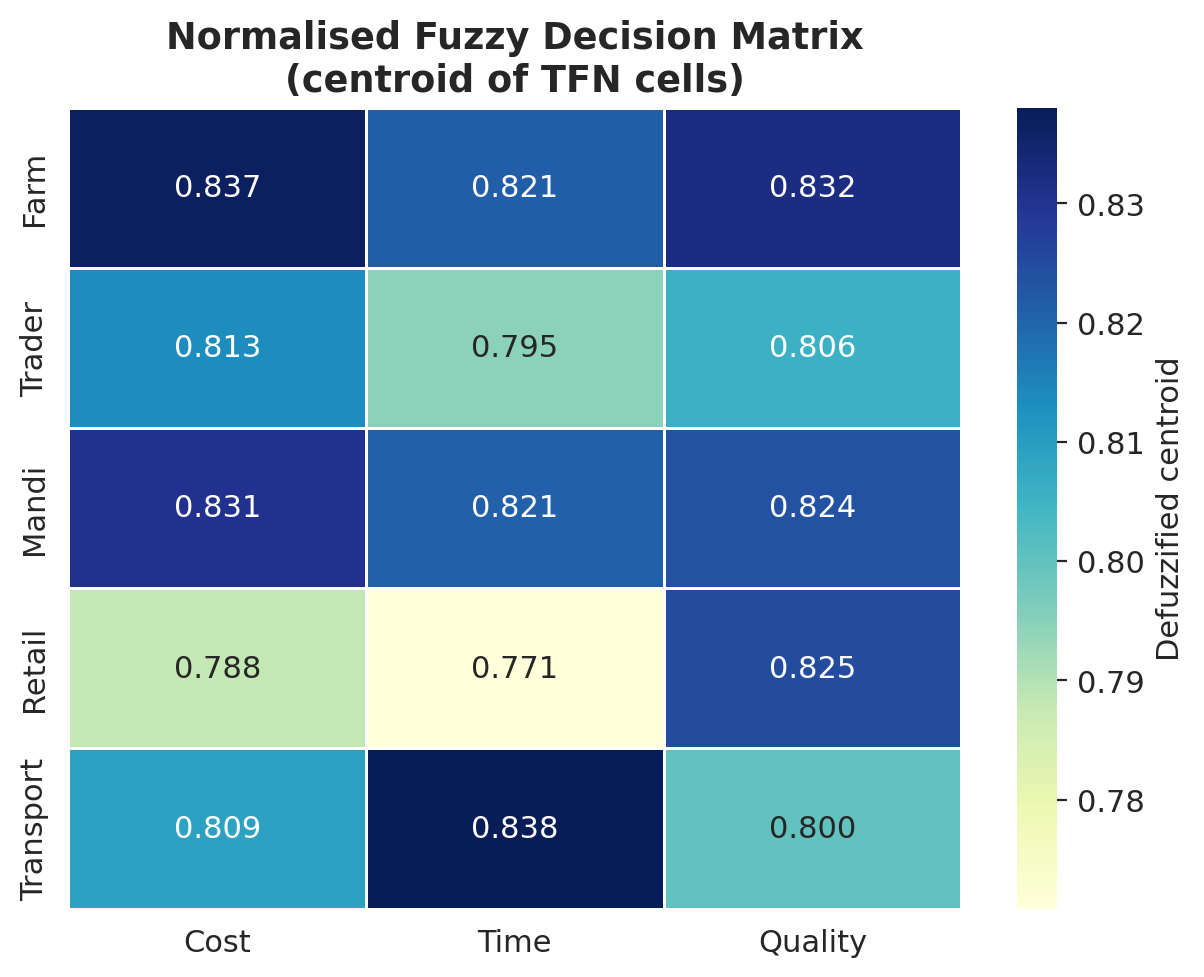 Normalised Fuzzy Decision Matrix
(centroid of TFN cells)
Farm 0.837 0.821 0.832
Trader 0.813 0.795 0.806
Mandi 0.831 0.821 0.824
Retail 0.788 0.771 0.825
Transport 0.809 0.838 0.800
Cost Time Quality
0.83
0.82
0.81
0.80
0.79
0.78
Defuzzified centroid